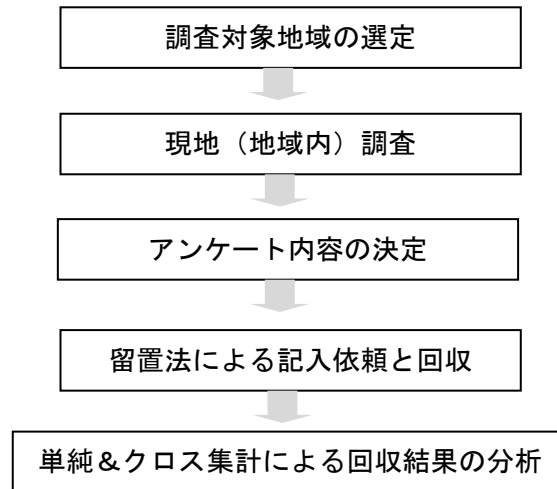 調査対象地域の選定
現地（地域内）調査
アンケート内容の決定
留置法による記入依頼と回収
単純＆クロス集計による回収結果の分析